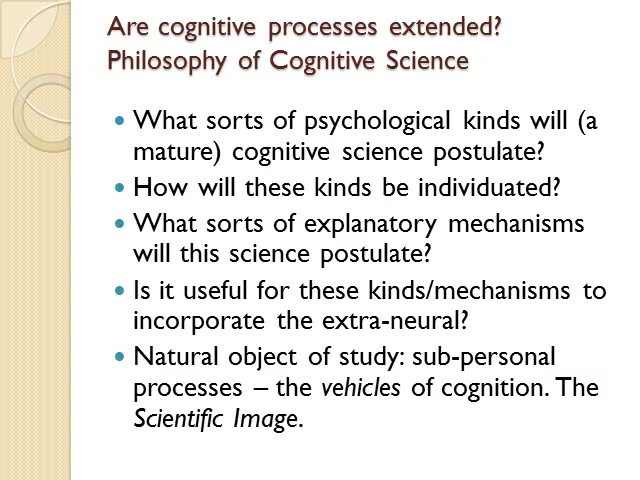 Are cognitive processes extended?
Philosophy of Cognitive Science
• What sorts of psychological kinds will (a
mature) cognitive science postulate?
• How will these kinds be individuated?
• What sorts of explanatory mechanisms
will this science postulate?
• Is it useful for these kinds/mechanisms to
incorporate the extra-neural?
• Natural object of study: sub-personal
processes – the vehicles of cognition. The
Scientific Image.